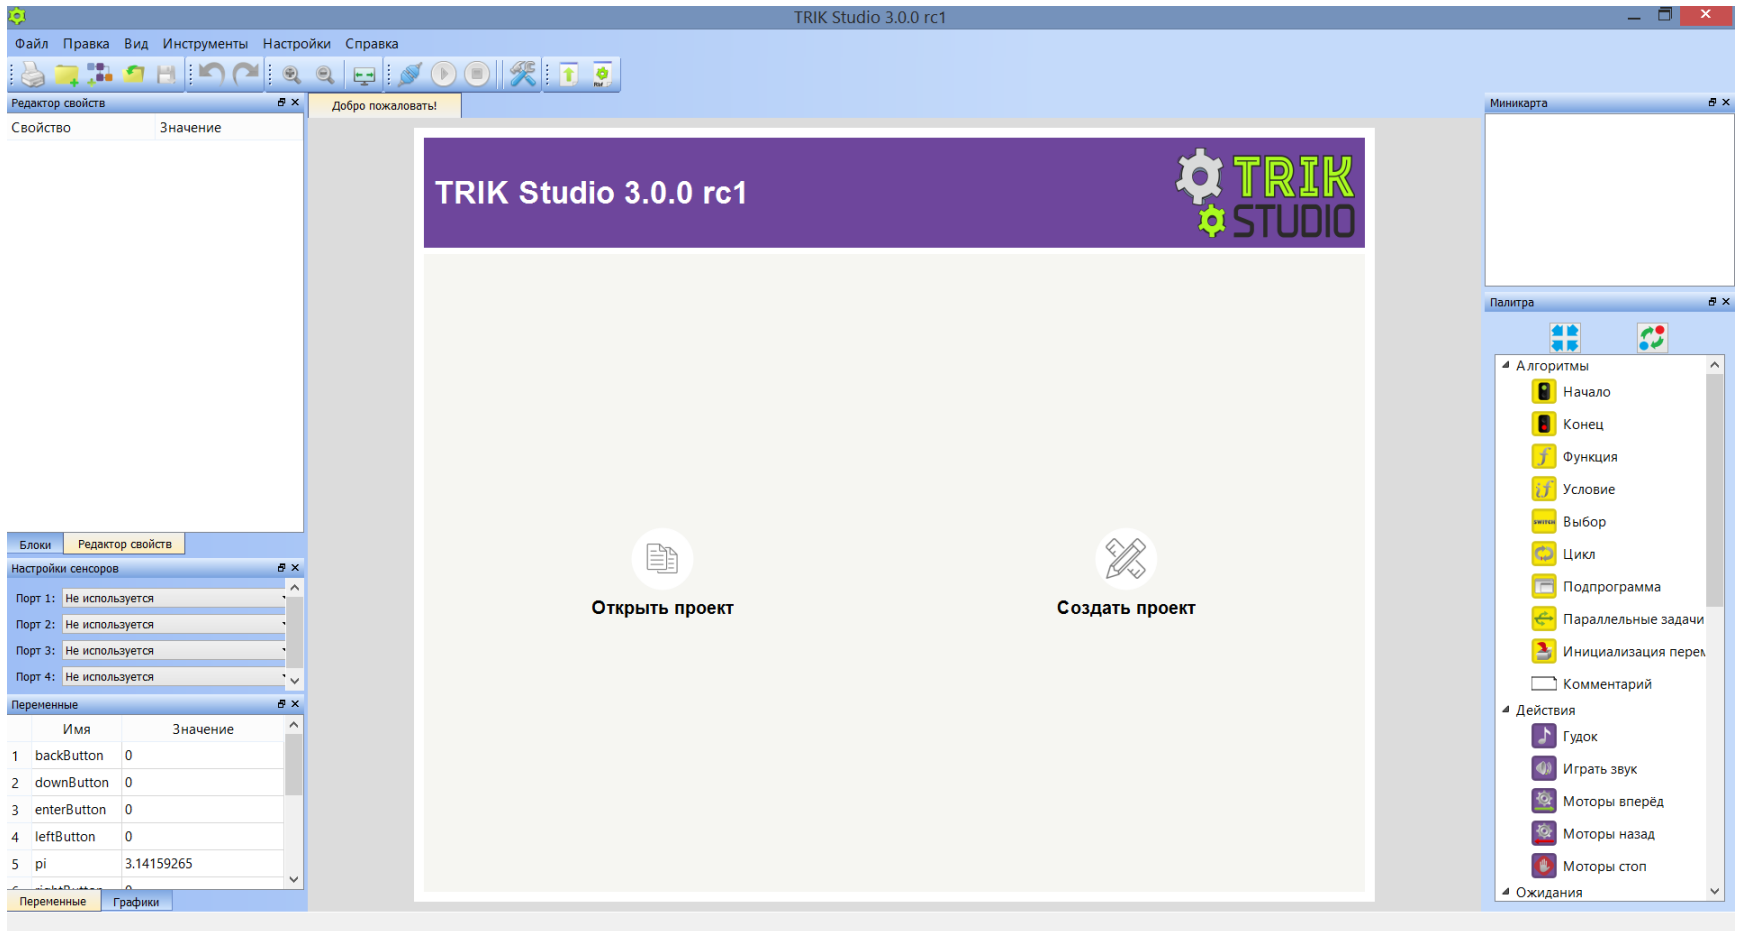 TRIK Studio 3.0.0 rc1
Файл Правка Вид Инструменты Настройки Справка
Редактор свойств
Свойство Значение
Блоки Редактор свойств
Настройки сенсоров
Порт 1: Не используется
Порт 2: Не используется
Порт 3: Не используется
Порт 4: Не используется
Переменные
Имя Значение
1 backButton 0
2 downButton 0
3 enterButton 0
4 leftButton 0
5 pi 3.14159265
Переменные Графики
Добро пожаловать!
TRIK Studio 3.0.0 rc1
TRIK
STUDIO
Открыть проект
Создать проект
Миникарта
Палитра
Алгоритмы
Начало
Конец
Функция
Условие
SWITCH Выбор
Цикл
Подпрограмма
Параллельные задачи
Инициализация перем
Комментарий
Действия
Гудок
Играть звук
Моторы вперёд
Моторы назад
Моторы стоп
Ожидания